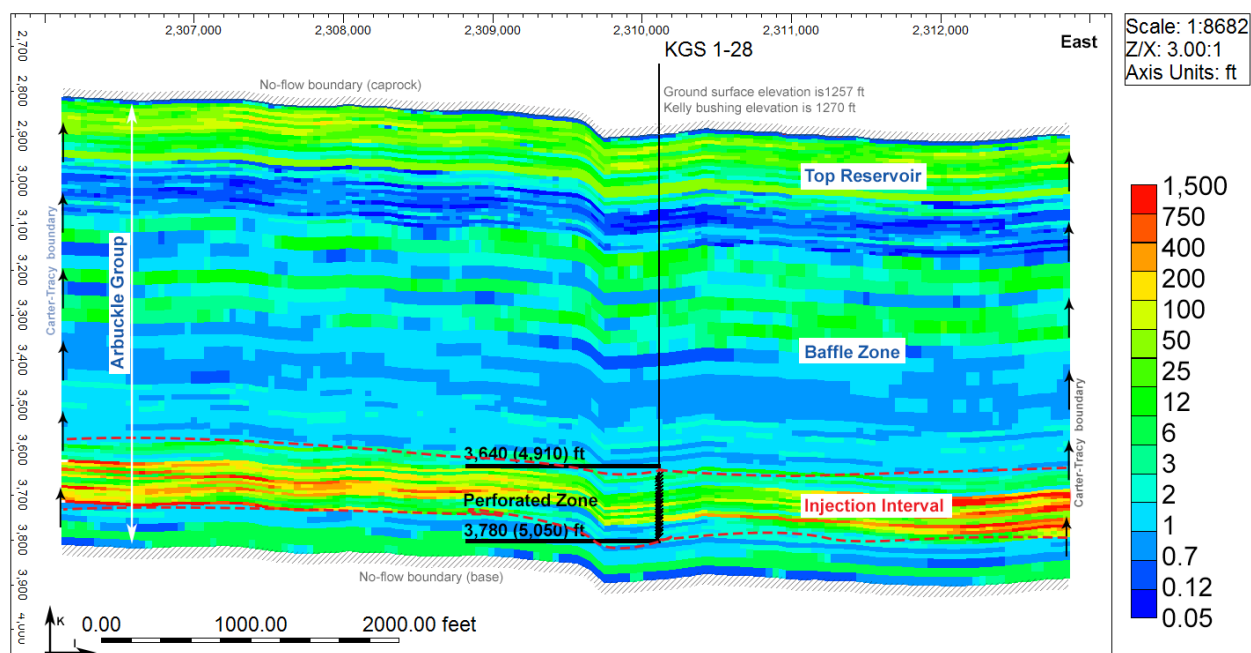 2,307,000
2,308,000
2,309,000
2,310,000
2,311,000
2,312,000
East
Scale: 1:8682
Z/X: 3.00:1
Axis Units: ft
KGS 1-28
No-flow boundary (caprock)
Ground surface elevation is1257 ft
Kelly bushing elevation is 1270 ft
2,700
2,800
2,900
3,000
3,100
3,200
3,300
3,400
3,500
3,600
3,700
3,800
3,900
4,000
Carter-Tracy boundary
Arbuckle Group
Top Reservoir
Baffle Zone
3,640 (4,910) ft
Perforated Zone
3,780 (5,050) ft
Injection Interval
Carter-Tracy boundary
No-flow boundary (base)
K
I
0.00
1000.00
2000.00 feet
1,500
750
400
200
100
50
25
12
6
3
2
1
0.7
0.12
0.05